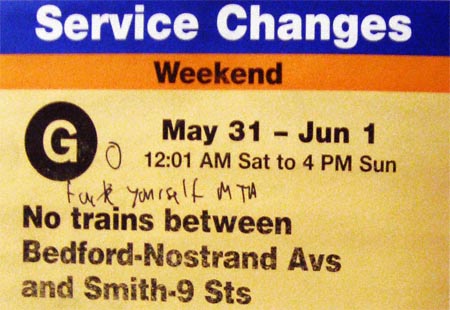 Service Changes
Weekend
G O May 31 – Jun 1
12:01 AM Sat to 4 PM Sun
Fuck yourself MTA
No trains between
Bedford-Nostrand Avs
and Smith-9 Sts